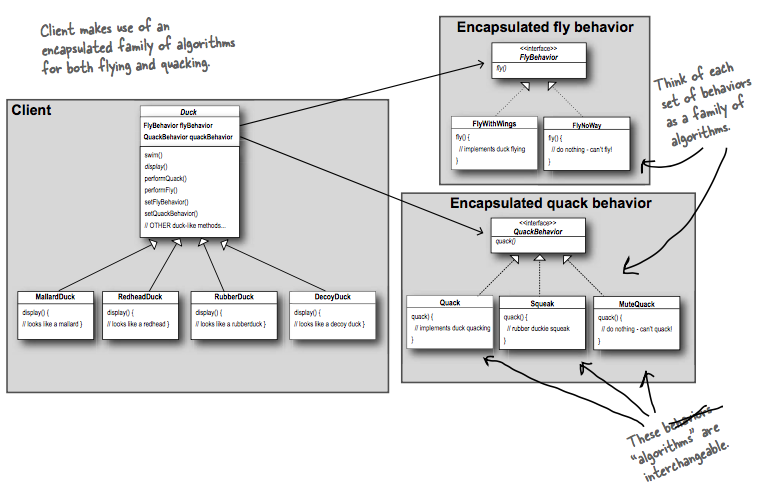 Client makes use of an
encapsulated family of algorithms
for both flying and quacking.
Encapsulated fly behavior
<<interface>>
FlyBehavior
fly()
FlyWithWings
fly() {
// implements duck flying
}
FlyNoWay
fly() {
// do nothing - can't fly!
}
Think of each
set of behaviors
as a family of
algorithms.
Client
Duck
FlyBehavior flyBehavior
QuackBehavior quackBehavior
swim()
display()
performQuack()
performFly()
setFlyBehavior()
setQuackBehavior()
// OTHER duck-like methods...
MallardDuck
display() {
// looks like a mallard }
RedheadDuck
display() {
// looks like a redhead }
RubberDuck
display() {
// looks like a rubberduck }
DecoyDuck
display() {
// looks like a decoy duck }
Encapsulated quack behavior
<<interface>>
QuackBehavior
quack()
Quack
quack) {
// implements duck quacking
}
Squeak
quack() {
// rubber duckie squeak
}
MuteQuack
quack() {
// do nothing - can't quack!
}
These behaviors
"algorithms" are
interchangeable.